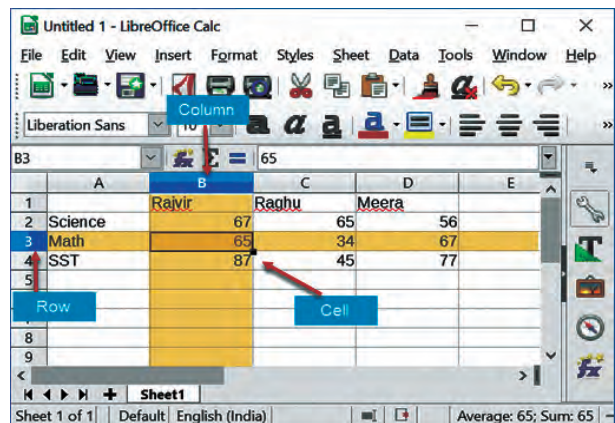 Untitled 1 - LibreOffice Calc
File Edit View Insert Format Styles Sheet Data Tools Window Help
Column
Liberation Sans 10 a a a a
B3 Σ = 65
A B C D E
1 Rajvir Raghu Meera
2 Science 67 65 56
3 Math 65 34 67
4 SST 87 45 77
5
Row Cell
8
9
Sheet1
Sheet 1 of 1 Default English (India) Average: 65; Sum: 65